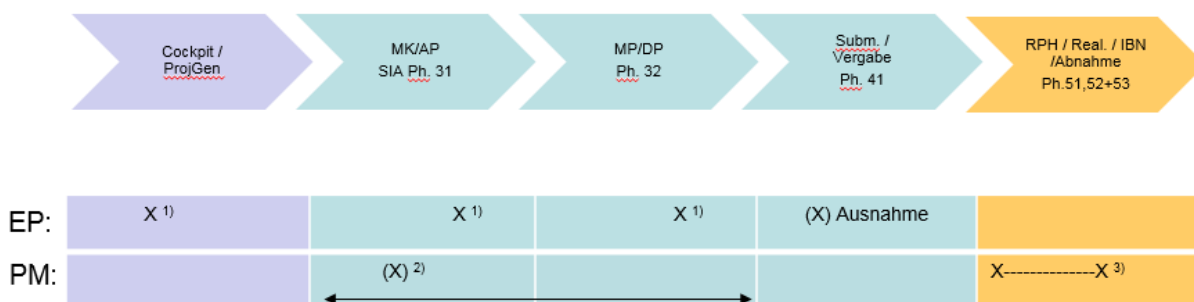 Cockpit /
ProjGen
MK/AP
SIA Ph. 31
MP/DP
Ph. 32
Subm. /
Vergabe
Ph. 41
RPH / Real. / IBN
/Abnahme
Ph.51,52+53
EP: X 1) X 1) X 1) (X) Ausnahme
PM: (X) 2) X--------------X 3)